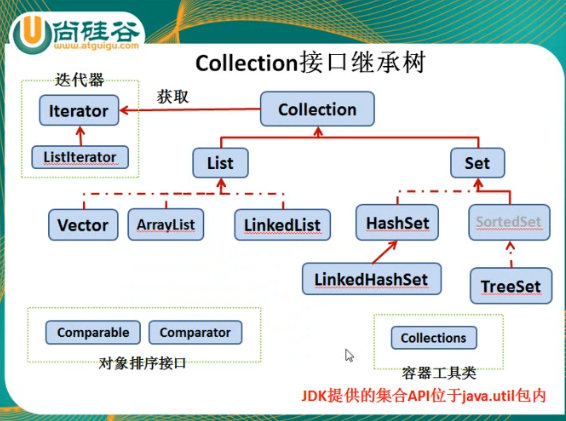 尚硅谷
www.atguigu.com
Collection接口继承树
迭代器
Iterator
获取
Collection
ListIterator
List
Set
Vector
ArrayList
LinkedList
HashSet
SortedSet
LinkedHashSet
TreeSet
Comparable
Comparator
对象排序接口
Collections
容器工具类
JDK提供的集合API位于java.util包内